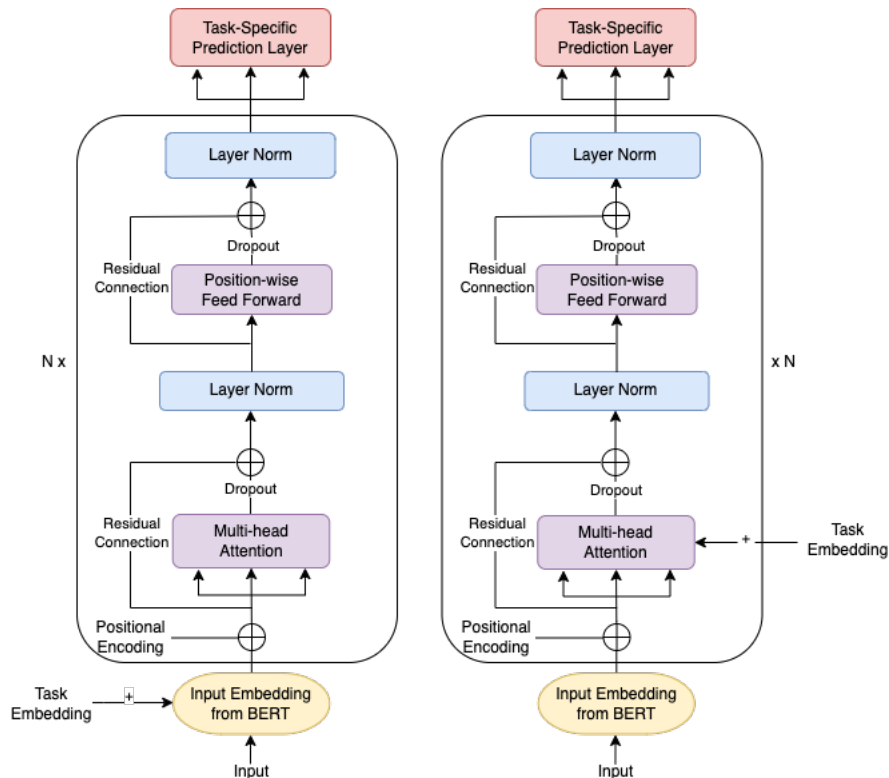 Task-Specific
Prediction Layer
Layer Norm
Dropout
Residual
Connection
Position-wise
Feed Forward
N x
Layer Norm
Dropout
Residual
Connection
Multi-head
Attention
Positional
Encoding
Task
Embedding
+
Input Embedding
from BERT
Input
Task-Specific
Prediction Layer
Layer Norm
Dropout
Residual
Connection
Position-wise
Feed Forward
x N
Layer Norm
Dropout
Residual
Connection
Multi-head
Attention
+
Task
Embedding
Positional
Encoding
Input Embedding
from BERT
Input